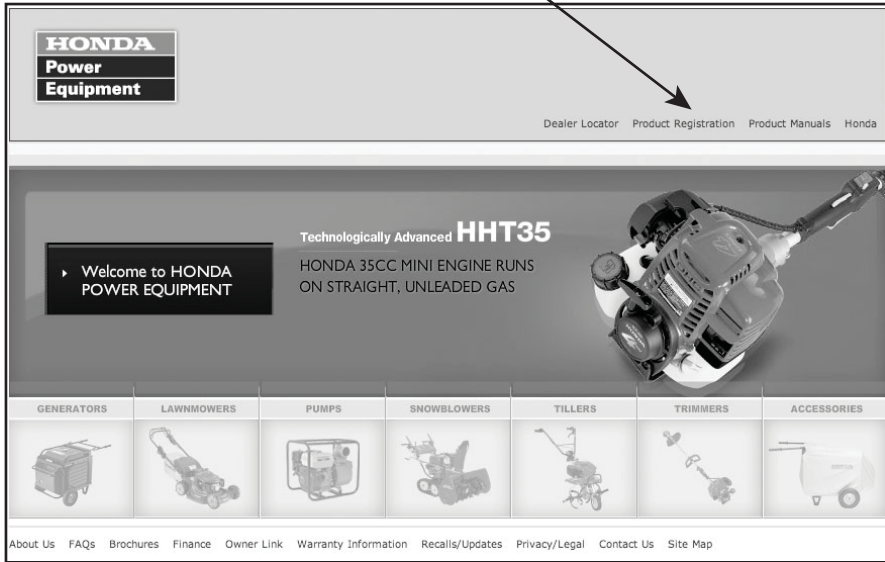 HONDA
Power
Equipment
Dealer Locator Product Registration Product Manuals Honda
Technologically Advanced HHT35
HONDA 35CC MINI ENGINE RUNS
ON STRAIGHT, UNLEADED GAS
Welcome to HONDA
POWER EQUIPMENT
GENERATORS LAWNMOWERS PUMPS SNOWBLOWERS TILLERS TRIMMERS ACCESSORIES
About Us FAQs Brochures Finance Owner Link Warranty Information Recalls/Updates Privacy/Legal Contact Us Site Map